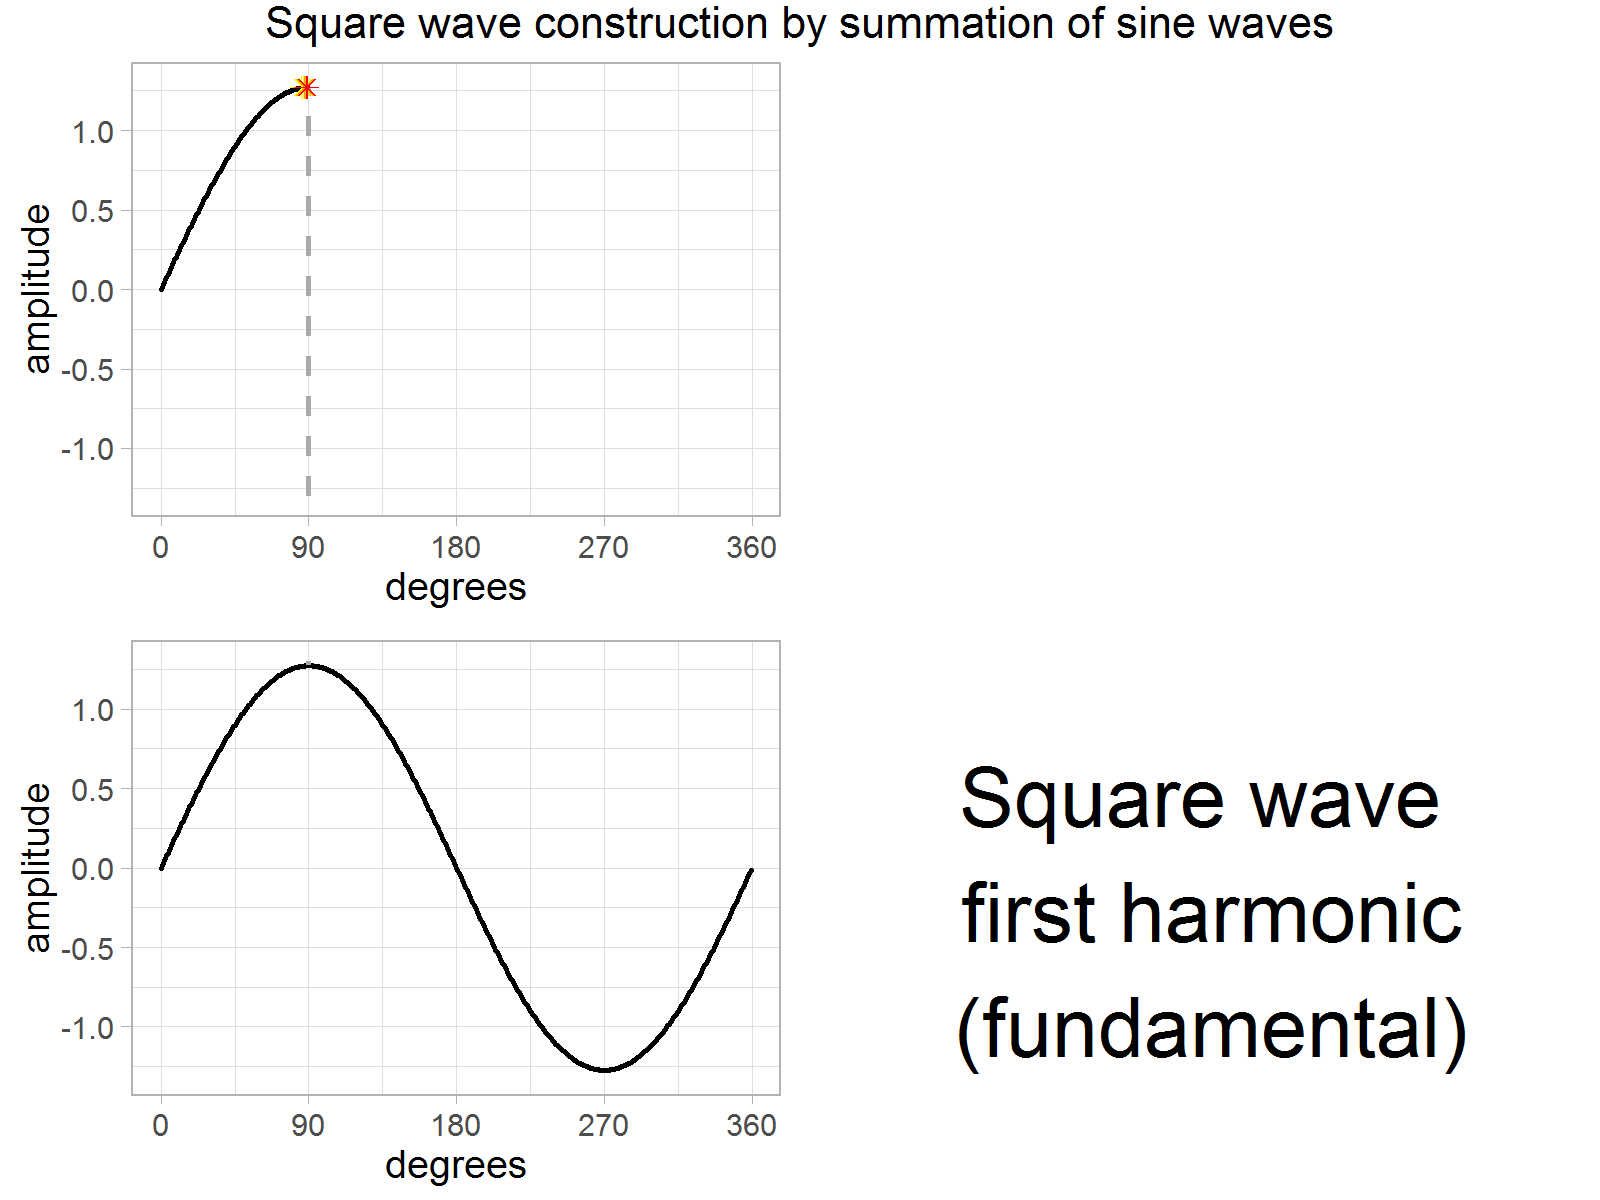 Square wave construction by summation of sine waves
1.0
0.5
0.0
-0.5
-1.0
amplitude
0 90 180 270 360
degrees
1.0
0.5
0.0
-0.5
-1.0
amplitude
0 90 180 270 360
degrees
Square wave
first harmonic
(fundamental)